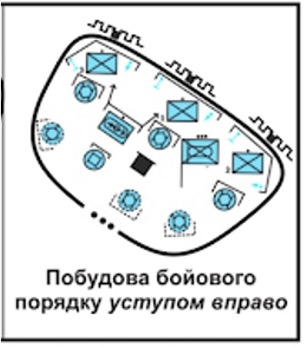 Побудова бойового
порядку уступом вправо